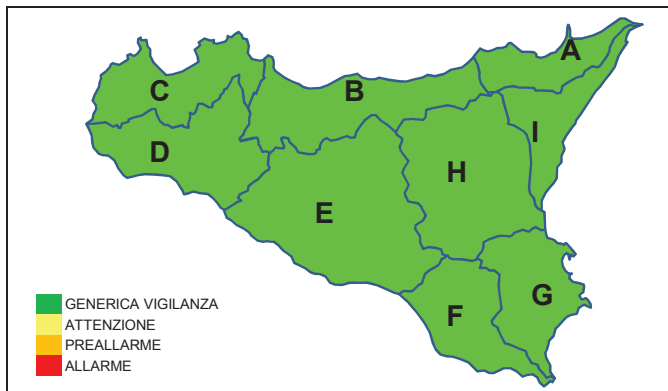 A
B
C
I
D
H
E
G
F
GENERICA VIGILANZA
ATTENZIONE
PREALLARME
ALLARME